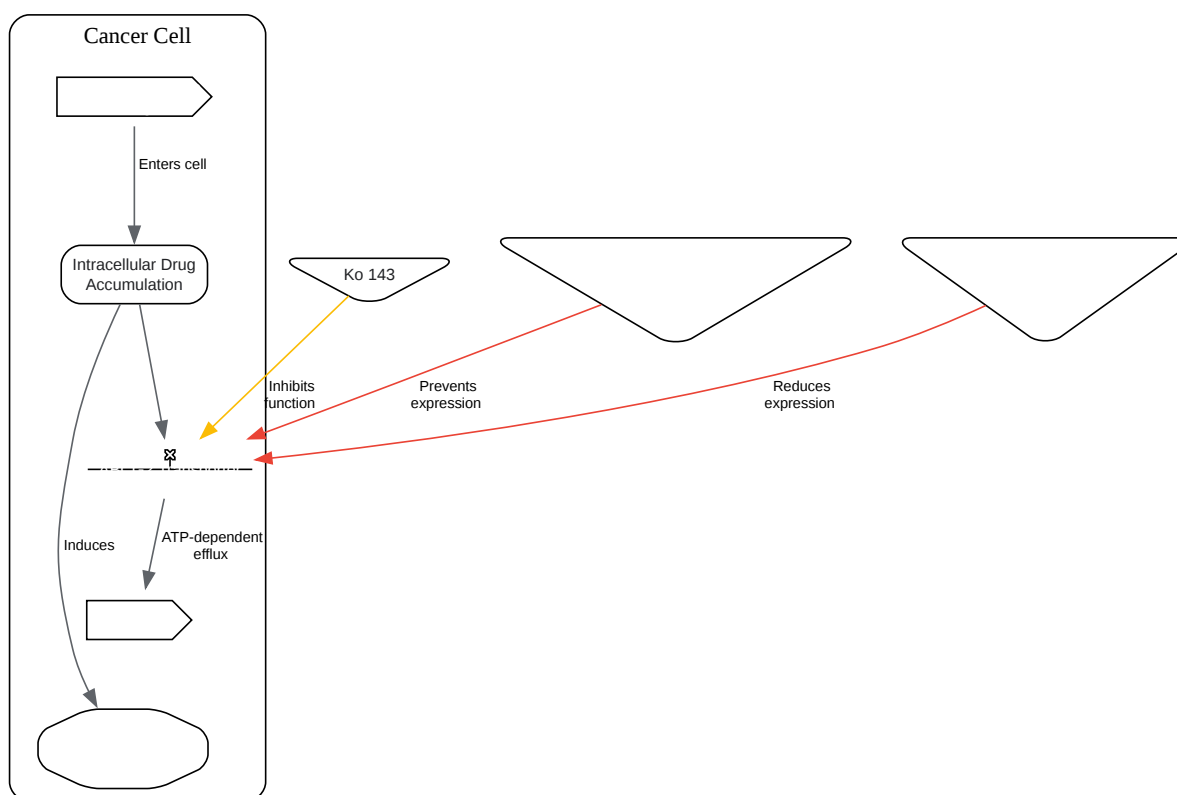 Cancer Cell
Enters cell
Intracellular Drug
Accumulation
Ko 143
Inhibits
function
Prevents
expression
Reduces
expression
Induces
ATP-dependent
efflux